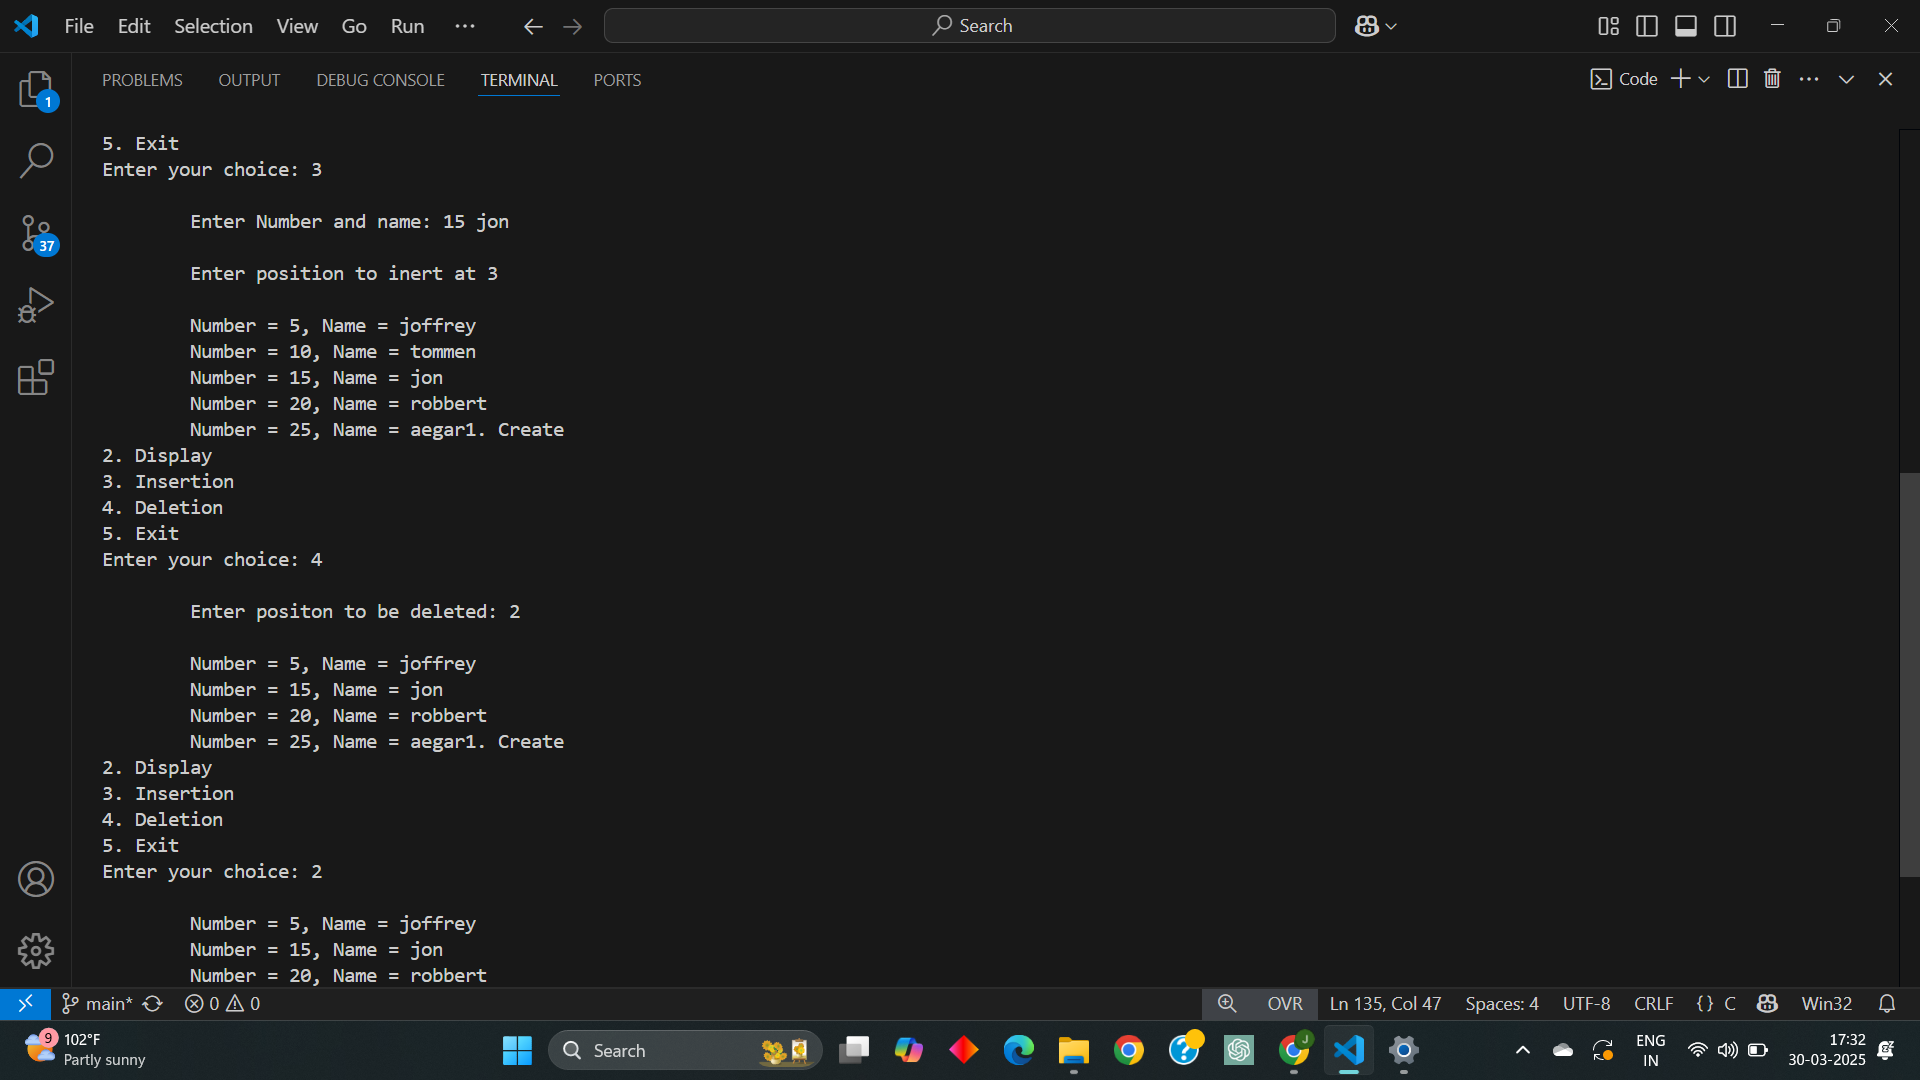 File Edit Selection View Go Run ··· Search
PROBLEMS OUTPUT DEBUG CONSOLE TERMINAL PORTS Code
1
37
5. Exit
Enter your choice: 3
Enter Number and name: 15 jon
Enter position to inert at 3
Number = 5, Name = joffrey
Number = 10, Name = tommen
Number = 15, Name = jon
Number = 20, Name = robbert
Number = 25, Name = aegar1. Create
2. Display
3. Insertion
4. Deletion
5. Exit
Enter your choice: 4
Enter positon to be deleted: 2
Number = 5, Name = joffrey
Number = 15, Name = jon
Number = 20, Name = robbert
Number = 25, Name = aegar1. Create
2. Display
3. Insertion
4. Deletion
5. Exit
Enter your choice: 2
Number = 5, Name = joffrey
Number = 15, Name = jon
Number = 20, Name = robbert
main* 0 0 OVR Ln 135, Col 47 Spaces: 4 UTF-8 CRLF {} C Win32
9 102°F
Partly sunny
Search
J
ENG
IN
17:32
30-03-2025